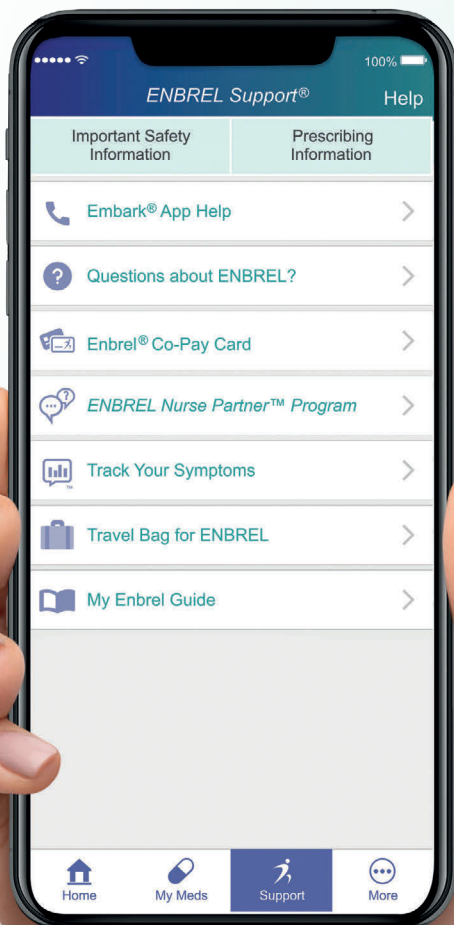 100%
ENBREL Support®
Help
Important Safety
Information
Prescribing
Information
Embark® App Help
Questions about ENBREL?
Enbrel® Co-Pay Card
ENBREL Nurse Partner™ Program
Track Your Symptoms
Travel Bag for ENBREL
My Enbrel Guide
Home
My Meds
Support
More